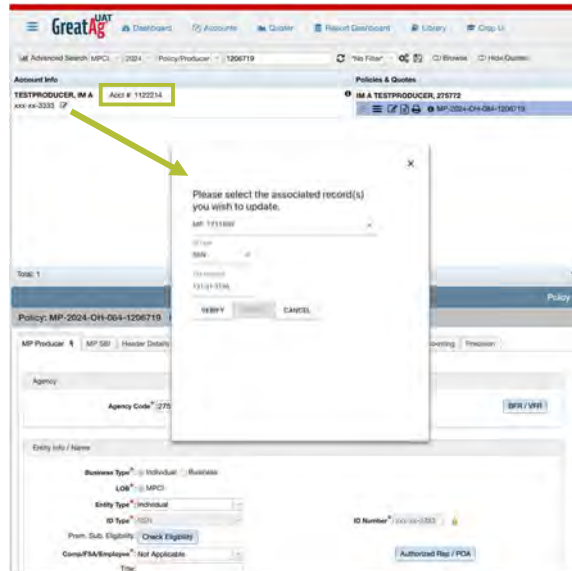 GreatAg UAT Dashboard Accounts Quoter Report Dashboard Library Crop U
Advanced Search: MPCI 2024 Policy/Producer 1206719 "No Filter" Browse Hide Quotes
Account Info Policies & Quotes
TESTPRODUCER, IM A Acct #: 1122214 IM A TESTPRODUCER, 275772
xxx-xx-3333 MP-2024-OH-084-1206719
Please select the associated record(s)
you wish to update.
ID Type
SSN
VERIFY CANCEL
Total: 1
Policy
Policy: MP-2024-OH-084-1206719
MP Producer MP SBI Header Details Precision
Agency
Agency Code* 275 BFR / VFR
Entity Info / Name
Business Type* Individual Business
LOB* MPCI
Entity Type* Individual
ID Type* SSN ID Number*
Prem. Sub. Eligibility Check Eligibility
Comp/FSA/Employee* Not Applicable Authorized Rep / POA
Title